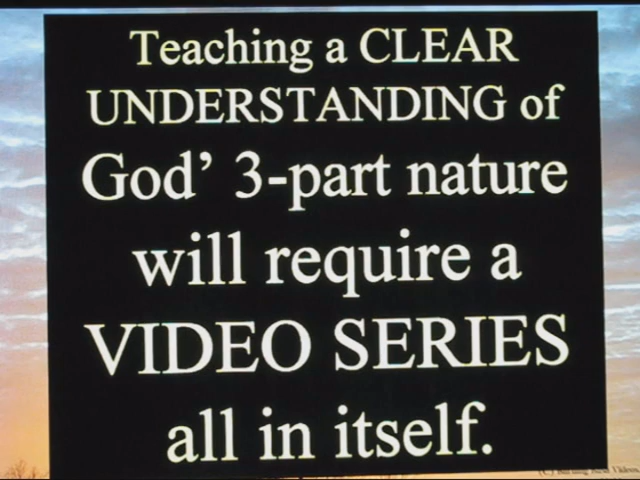 Teaching a CLEAR
UNDERSTANDING of
God’ 3-part nature
will require a
VIDEO SERIES
all in itself.